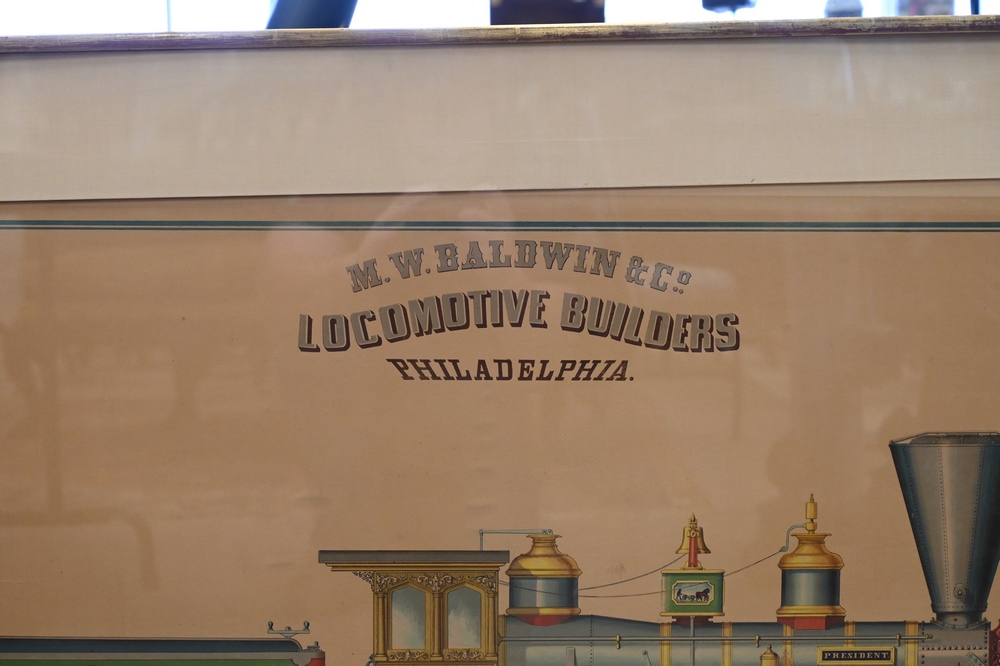 M. W. BALDWIN & Co.
LOCOMOTIVE BUILDERS
PHILADELPHIA.
PRESIDENT